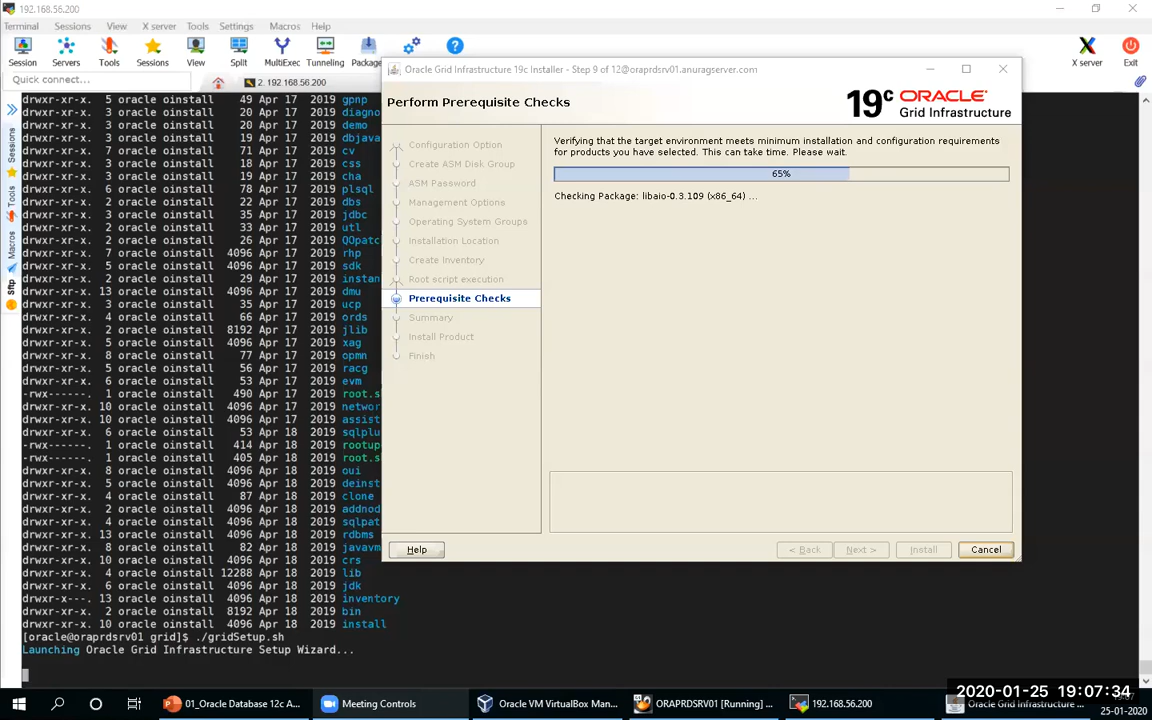 192.168.56.200
Terminal Sessions View X server Tools Settings Macros Help
Session Servers Tools Sessions View Split MultiExec Tunneling Package Settings Help X server Exit
Quick connect...
2. 192.168.56.200
Oracle Grid Infrastructure 19c Installer - Step 9 of 12@oraprdsrv01.anuragserver.com
Perform Prerequisite Checks
19c ORACLE
Grid Infrastructure
Configuration Option
Create ASM Disk Group
ASM Password
Management Options
Operating System Groups
Installation Location
Create Inventory
Root script execution
Prerequisite Checks
Summary
Install Product
Finish
Verifying that the target environment meets minimum installation and configuration requirements
for products you have selected. This can take time. Please wait.
65%
Checking Package: libaio-0.3.109 (x86_64) ...
Help
< Back Next > Install Cancel
Sessions
Tools
Macros
Sftp
drwxr-xr-x. 5 oracle oinstall 49 Apr 17 2019 gpnp
drwxr-xr-x. 3 oracle oinstall 20 Apr 17 2019 diagno
drwxr-xr-x. 3 oracle oinstall 20 Apr 17 2019 demo
drwxr-xr-x. 3 oracle oinstall 19 Apr 17 2019 dbjava
drwxr-xr-x. 6 oracle oinstall 71 Apr 17 2019 cv
drwxr-xr-x. 4 oracle oinstall 31 Apr 17 2019 css
drwxr-xr-x. 3 oracle oinstall 19 Apr 17 2019 cha
drwxr-xr-x. 4 oracle oinstall 68 Apr 17 2019 plsql
drwxr-xr-x. 2 oracle oinstall 22 Apr 17 2019 dbs
drwxr-xr-x. 4 oracle oinstall 35 Apr 17 2019 jdbc
drwxr-xr-x. 2 oracle oinstall 33 Apr 17 2019 utl
drwxr-xr-x. 2 oracle oinstall 26 Apr 17 2019 QOpatc
drwxr-xr-x. 7 oracle oinstall 4096 Apr 17 2019 rhp
drwxr-xr-x. 3 oracle oinstall 18 Apr 17 2019 sdk
drwxr-xr-x. 2 oracle oinstall 29 Apr 17 2019 instan
drwxr-xr-x. 13 oracle oinstall 4096 Apr 17 2019 dmu
drwxr-xr-x. 3 oracle oinstall 4096 Apr 17 2019 ucp
drwxr-xr-x. 4 oracle oinstall 66 Apr 17 2019 ords
drwxr-xr-x. 2 oracle oinstall 8192 Apr 17 2019 jlib
drwxr-xr-x. 7 oracle oinstall 4096 Apr 17 2019 xag
drwxr-xr-x. 8 oracle oinstall 77 Apr 17 2019 opmn
drwxr-xr-x. 5 oracle oinstall 56 Apr 17 2019 racg
drwxr-xr-x. 6 oracle oinstall 53 Apr 17 2019 evm
-rwx------. 1 oracle oinstall 490 Apr 17 2019 root.s
drwxr-xr-x. 10 oracle oinstall 4096 Apr 17 2019 networ
drwxr-xr-x. 10 oracle oinstall 4096 Apr 17 2019 assist
drwxr-xr-x. 6 oracle oinstall 53 Apr 18 2019 sqlplu
-rwx------. 1 oracle oinstall 414 Apr 18 2019 rootup
-rwx------. 1 oracle oinstall 405 Apr 18 2019 root.s
drwxr-xr-x. 8 oracle oinstall 4096 Apr 18 2019 oui
drwxr-xr-x. 7 oracle oinstall 4096 Apr 18 2019 deinst
drwxr-xr-x. 4 oracle oinstall 87 Apr 18 2019 clone
drwxr-xr-x. 2 oracle oinstall 4096 Apr 18 2019 addnod
drwxr-xr-x. 7 oracle oinstall 4096 Apr 18 2019 sqlpat
drwxr-xr-x. 13 oracle oinstall 4096 Apr 18 2019 rdbms
drwxr-xr-x. 8 oracle oinstall 82 Apr 18 2019 javavm
drwxr-xr-x. 10 oracle oinstall 4096 Apr 18 2019 crs
drwxr-xr-x. 4 oracle oinstall 12288 Apr 18 2019 lib
drwxr-xr-x. 6 oracle oinstall 4096 Apr 18 2019 jdk
drwxr-x---. 13 oracle oinstall 4096 Apr 18 2019 inventory
drwxr-xr-x. 2 oracle oinstall 8192 Apr 18 2019 bin
drwxr-xr-x. 10 oracle oinstall 4096 Apr 18 2019 install
[oracle@oraprdsrv01 grid]$ ./gridSetup.sh
Launching Oracle Grid Infrastructure Setup Wizard...
01_Oracle Database 12c A... Meeting Controls Oracle VM VirtualBox Man... ORAPRDSRV01 [Running] ... 192.168.56.200 Oracle Grid Infrastructu...
2020-01-25 19:07:34
25-01-2020